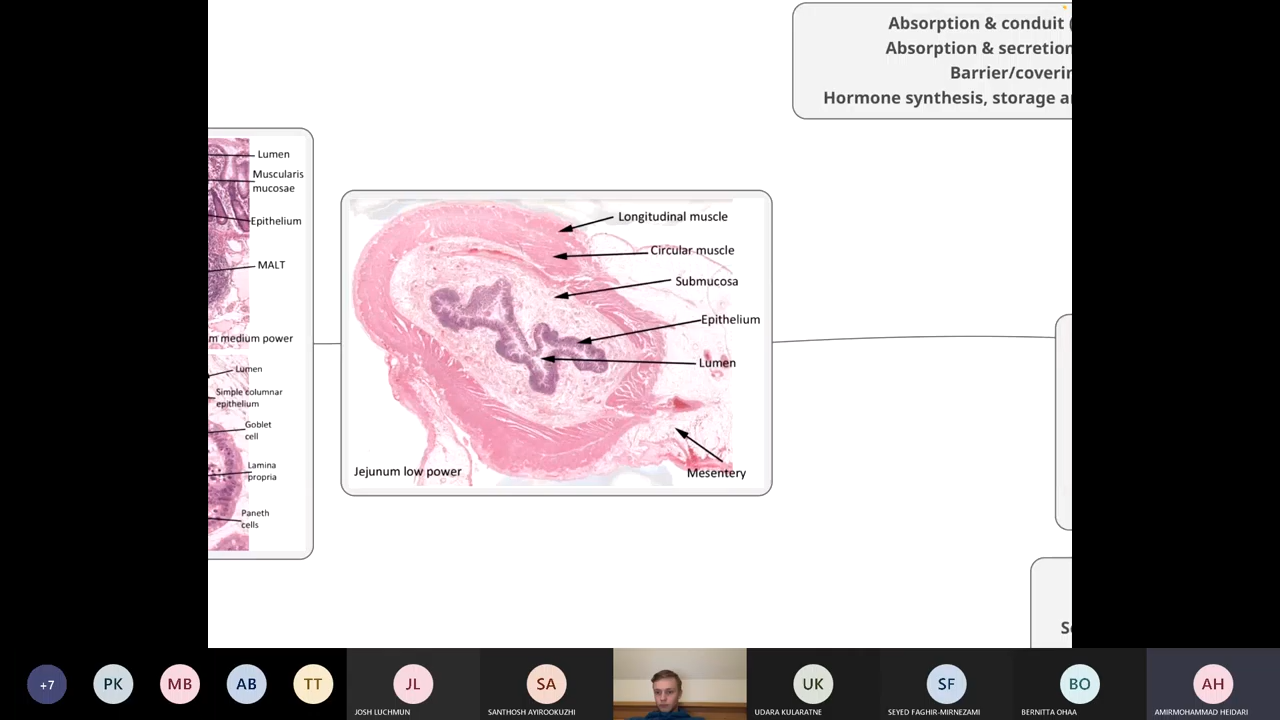 Absorption & conduit
Absorption & secretion
Hormone synthesis, storage
Lumen
Muscularis
mucosae
Epithelium
MALT
medium power
Lumen
Simple columnar
epithelium
Goblet
cell
Lamina
propria
Paneth
cells
Longitudinal muscle
Circular muscle
Submucosa
Epithelium
Lumen
Mesentery
Jejunum low power
+7
PK
MB
AB
TT
JL
JOSH LUCHMUN
SA
SANTHOSH AYIROOKUZHI
UK
UDARA KULARATNE
SF
SEYED FAGHIR-MIRNEZAMI
BO
BERNITTA OHAA
AH
AMIRMOHAMMAD HEIDARI